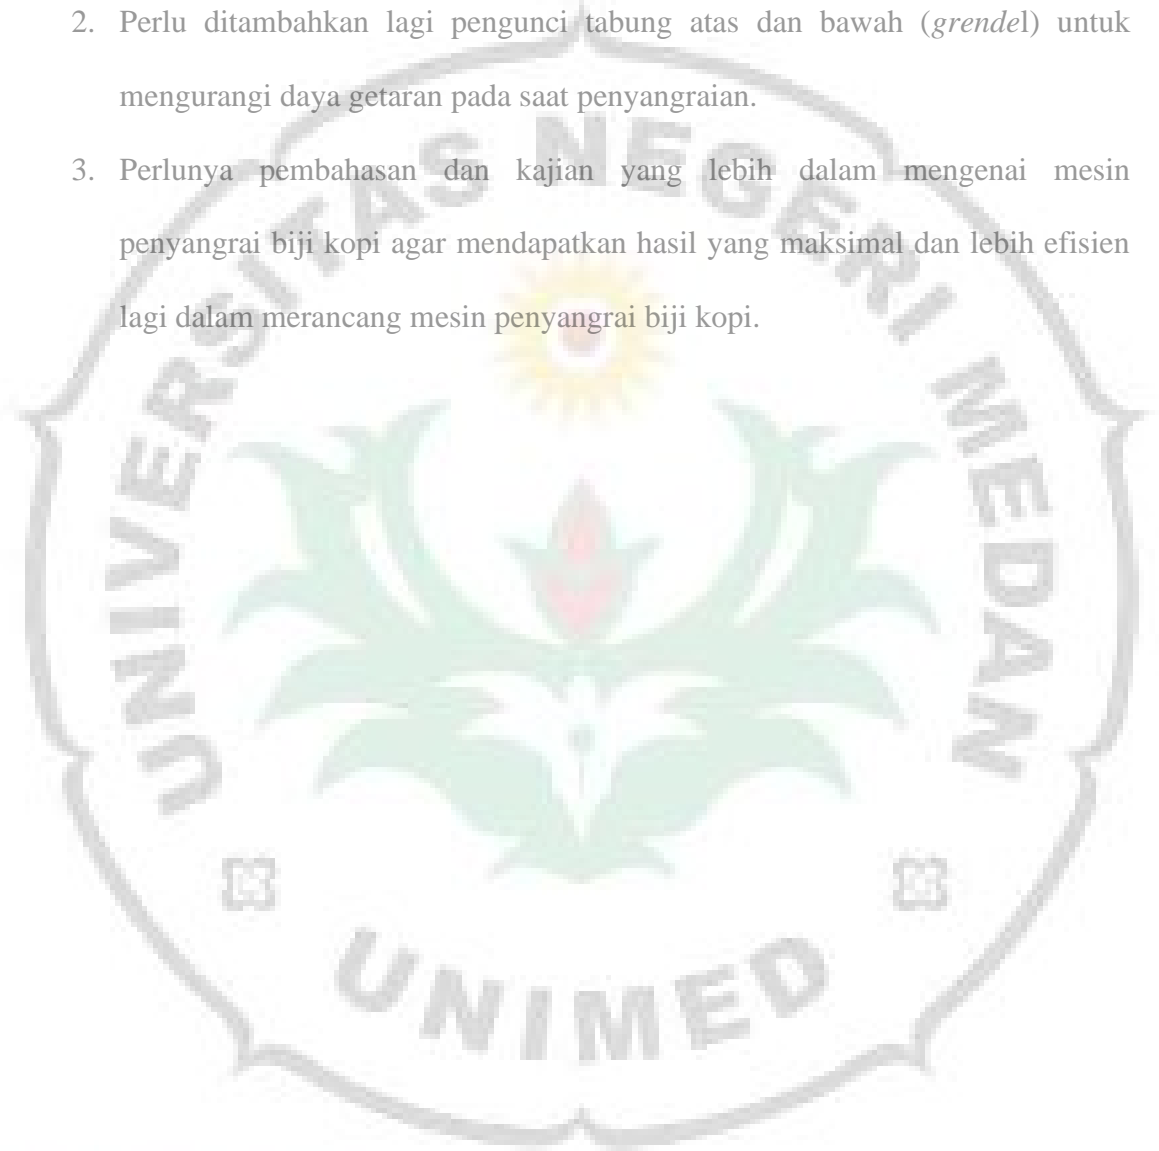 2. Perlu ditambahkan lagi pengunci tabung atas dan bawah (grendel) untuk
mengurangi daya getaran pada saat penyangraian.
3. Perlunya pembahasan dan kajian yang lebih dalam mengenai mesin
penyangrai biji kopi agar mendapatkan hasil yang maksimal dan lebih efisien
lagi dalam merancang mesin penyangrai biji kopi.
UNIVERSITAS NEGERI MEDAN
UNIMED